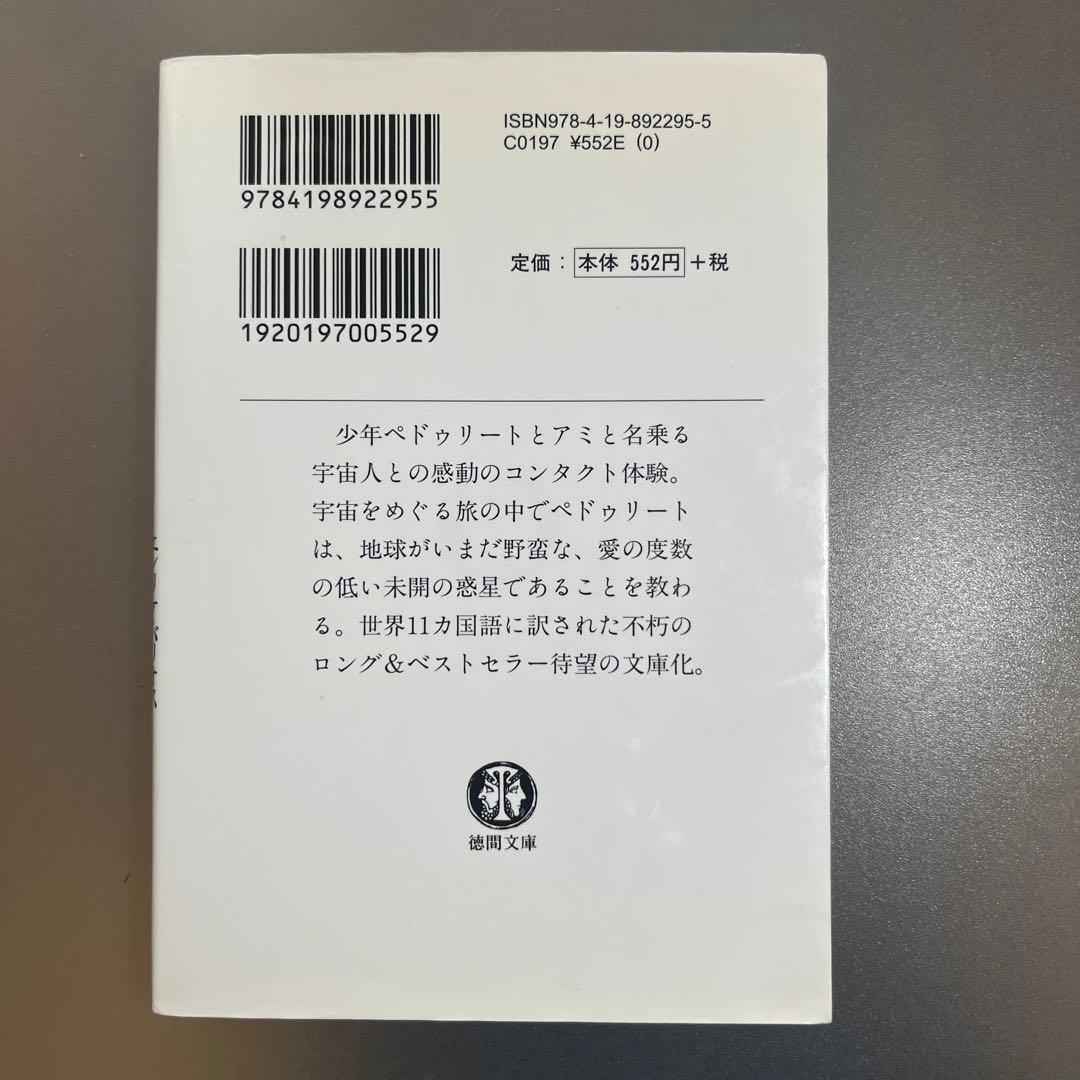 ISBN978-4-19-892295-5
C0197 ¥552E (0)
9784198922955
定価：本体 552円＋税
1920197005529
少年ペドゥリートとアミと名乗る
宇宙人との感動のコンタクト体験。
宇宙をめぐる旅の中でペドゥリート
は、地球がいまだ野蛮な、愛の度数
の低い未開の惑星であることを教わ
る。世界11カ国語に訳された不朽の
ロング＆ベストセラー待望の文庫化。
徳間文庫